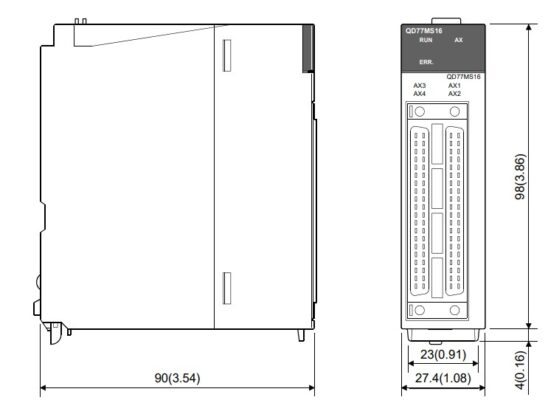 QD77MS16
RUN AX
ERR.
QD77MS16
AX3 AX1
AX4 AX2
98(3.86)
23(0.91)
4(0.16)
90(3.54)
27.4(1.08)